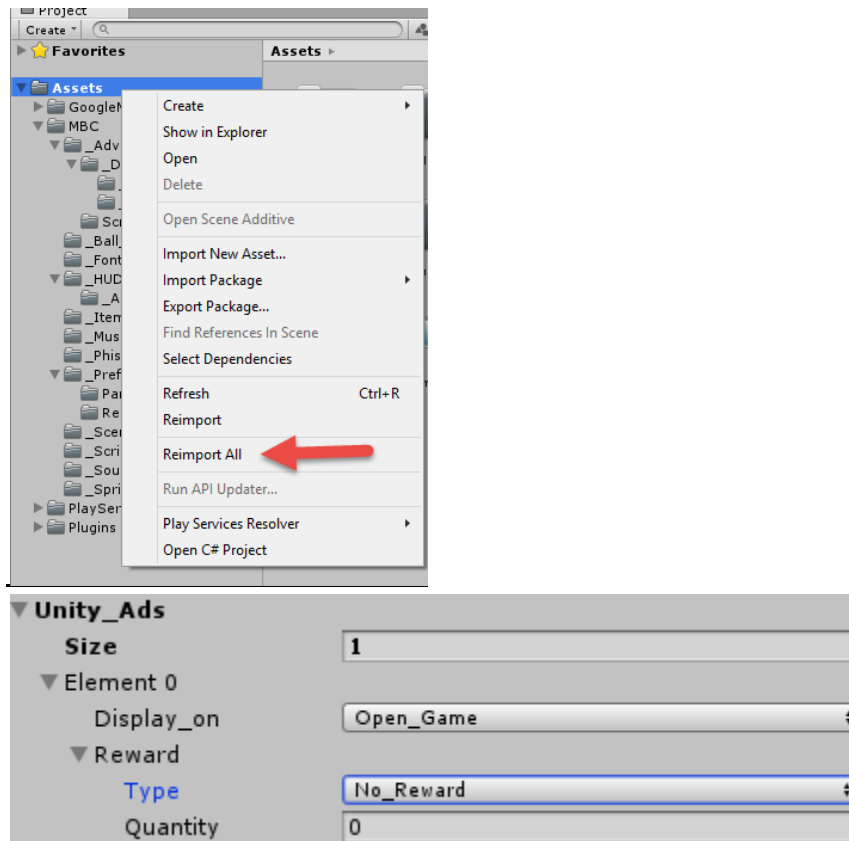 Project
Create
Favorites
Assets
Assets
Create
GoogleM
Show in Explorer
MBC
_Adv
Open
_D
Delete
Scr
Open Scene Additive
_Ball_
Import New Asset...
_Font
Import Package
_HUD
_A
Export Package...
_Item
Find References In Scene
_Mus
_Phis
Select Dependencies
_Pref
Refresh Ctrl+R
Par
Re
Reimport
_Scen
_Scri
Reimport All
_Sou
_Spri
Run API Updater...
PlaySer
Play Services Resolver
Plugins
Open C# Project
Unity_Ads
Size 1
Element 0
Display_on Open_Game
Reward
Type No_Reward
Quantity 0